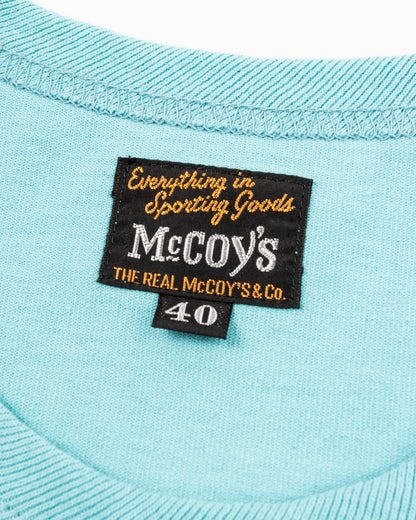 Everything in
Sporting Goods
McCOY'S
THE REAL McCOY'S & Co.
40